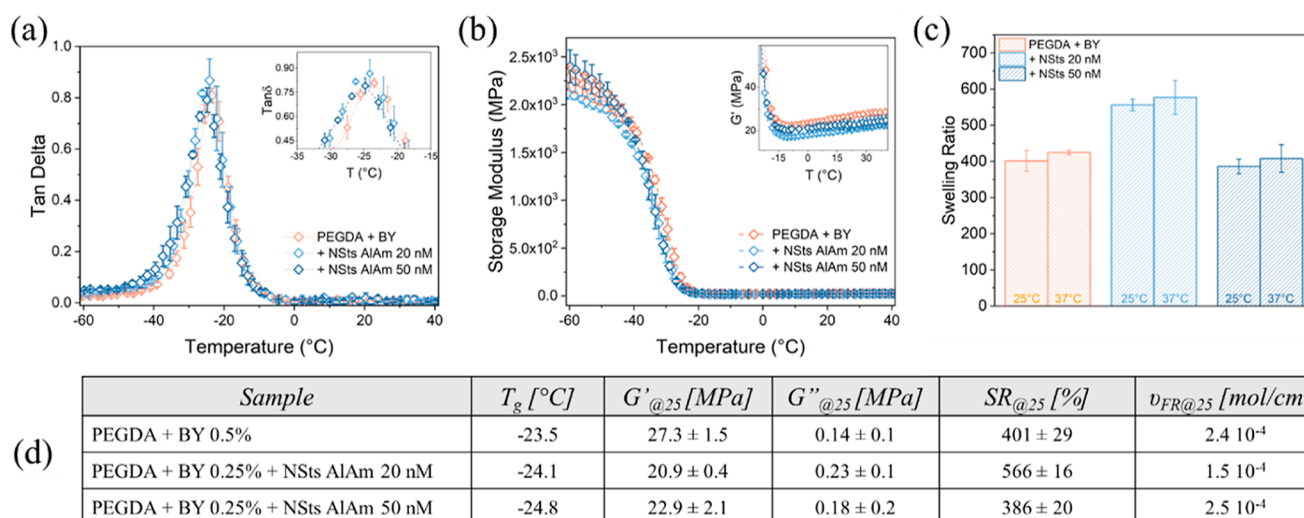 (a)
1.0
0.8
0.6
0.4
0.2
0.0
Tan Delta
-60 -40 -20 0 20 40
Temperature (°C)
PEGDA + BY
+ NSts AlAm 20 nM
+ NSts AlAm 50 nM
0.90
0.75
0.60
0.45
Tanδ
-35 -30 -25 -20 -15
T (°C)
(b)
2.5x10³
2.0x10³
1.5x10³
1.0x10³
5.0x10²
0.0
Storage Modulus (MPa)
-60 -40 -20 0 20 40
Temperature (°C)
PEGDA + BY
+ NSts AlAm 20 nM
+ NSts AlAm 50 nM
40
20
G' (MPa)
-15 0 15 30
T (°C)
(c)
PEGDA + BY
+ NSts 20 nM
+ NSts 50 nM
700
600
500
400
300
200
100
0
Swelling Ratio
25°C 37°C 25°C 37°C 25°C 37°C
(d)
Sample Tg [°C] G'@25 [MPa] G''@25 [MPa] SR@25 [%] υFR@25 [mol/cm
PEGDA + BY 0.5% -23.5 27.3 ± 1.5 0.14 ± 0.1 401 ± 29 2.4 10⁻⁴
PEGDA + BY 0.25% + NSts AlAm 20 nM -24.1 20.9 ± 0.4 0.23 ± 0.1 566 ± 16 1.5 10⁻⁴
PEGDA + BY 0.25% + NSts AlAm 50 nM -24.8 22.9 ± 2.1 0.18 ± 0.2 386 ± 20 2.5 10⁻⁴